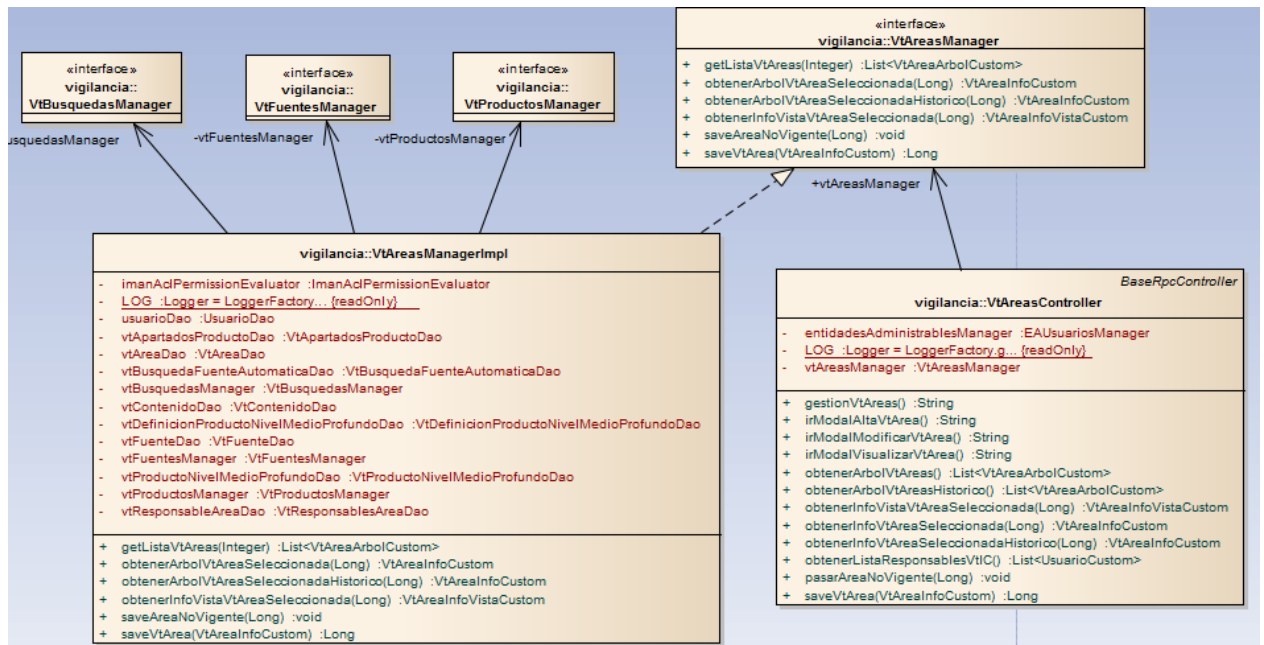 «interface»
vigilancia::
VtBusquedasManager
«interface»
vigilancia::
VtFuentesManager
«interface»
vigilancia::
VtProductosManager
«interface»
vigilancia::VtAreasManager
+ getListaVtAreas(Integer) :List<VtAreaArbolCustom>
+ obtenerArbolVtAreaSeleccionada(Long) :VtAreaInfoCustom
+ obtenerArbolVtAreaSeleccionadaHistorico(Long) :VtAreaInfoCustom
+ obtenerInfoVistaVtAreaSeleccionada(Long) :VtAreaInfoVistaCustom
+ saveAreaNoVigente(Long) :void
+ saveVtArea(VtAreaInfoCustom) :Long
usquedasManager
-vtFuentesManager
-vtProductosManager
+vtAreasManager
vigilancia::VtAreasManagerImpl
- imanAclPermissionEvaluator :ImanAclPermissionEvaluator
- LOG :Logger = LoggerFactory... {readOnly}
- usuarioDao :UsuarioDao
- vtApartadosProductoDao :VtApartadosProductoDao
- vtAreaDao :VtAreaDao
- vtBusquedaFuenteAutomaticaDao :VtBusquedaFuenteAutomaticaDao
- vtBusquedasManager :VtBusquedasManager
- vtContenidoDao :VtContenidoDao
- vtDefinicionProductoNivelMedioProfundoDao :VtDefinicionProductoNivelMedioProfundoDao
- vtFuenteDao :VtFuenteDao
- vtFuentesManager :VtFuentesManager
- vtProductoNivelMedioProfundoDao :VtProductoNivelMedioProfundoDao
- vtProductosManager :VtProductosManager
- vtResponsableAreaDao :VtResponsablesAreaDao
+ getListaVtAreas(Integer) :List<VtAreaArbolCustom>
+ obtenerArbolVtAreaSeleccionada(Long) :VtAreaInfoCustom
+ obtenerArbolVtAreaSeleccionadaHistorico(Long) :VtAreaInfoCustom
+ obtenerInfoVistaVtAreaSeleccionada(Long) :VtAreaInfoVistaCustom
+ saveAreaNoVigente(Long) :void
+ saveVtArea(VtAreaInfoCustom) :Long
BaseRpcController
vigilancia::VtAreasController
- entidadesAdministrablesManager :EAUsuariosManager
- LOG :Logger = LoggerFactory.g... {readOnly}
- vtAreasManager :VtAreasManager
+ gestionVtAreas() :String
+ irModalAltaVtArea() :String
+ irModalModificarVtArea() :String
+ irModalVisualizarVtArea() :String
+ obtenerArbolVtAreas() :List<VtAreaArbolCustom>
+ obtenerArbolVtAreasHistorico() :List<VtAreaArbolCustom>
+ obtenerInfoVistaVtAreaSeleccionada(Long) :VtAreaInfoVistaCustom
+ obtenerInfoVtAreaSeleccionada(Long) :VtAreaInfoCustom
+ obtenerInfoVtAreaSeleccionadaHistorico(Long) :VtAreaInfoCustom
+ obtenerListaResponsablesVtIC() :List<UsuarioCustom>
+ pasarAreaNoVigente(Long) :void
+ saveVtArea(VtAreaInfoCustom) :Long